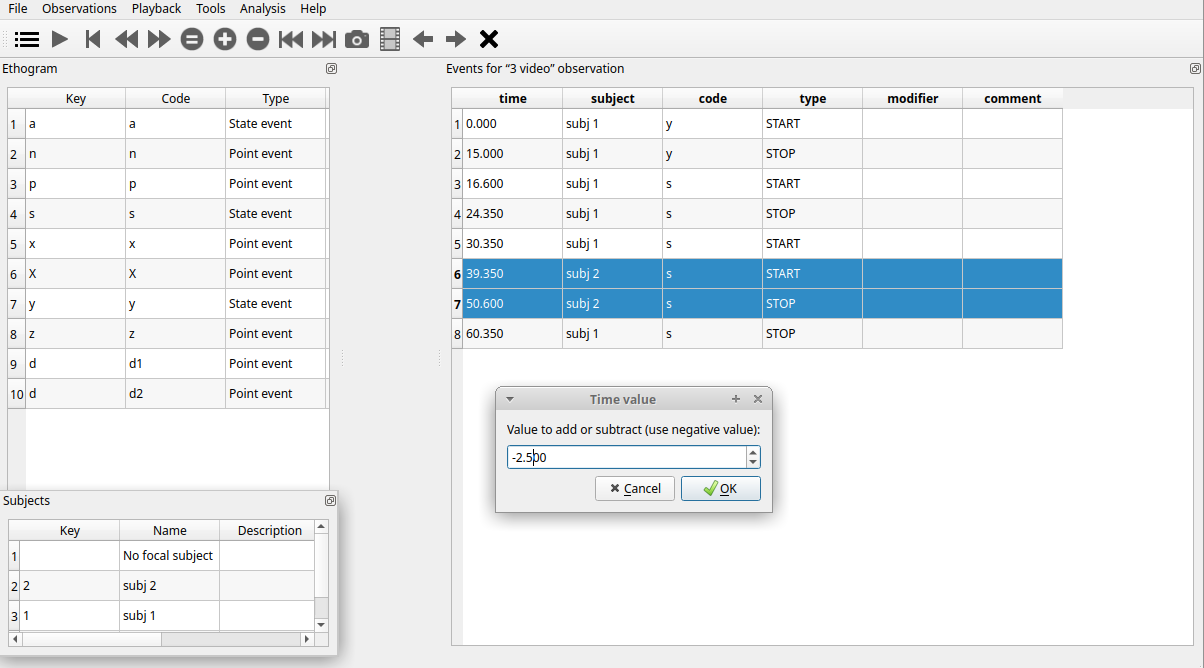 File Observations Playback Tools Analysis Help
Ethogram
Key Code Type
1 a a State event
2 n n Point event
3 p p Point event
4 s s State event
5 x x Point event
6 X X Point event
7 y y State event
8 z z Point event
9 d d1 Point event
10 d d2 Point event
Subjects
Key Name Description
1 No focal subject
2 2 subj 2
3 1 subj 1
Events for “3 video” observation
time subject code type modifier comment
1 0.000 subj 1 y START
2 15.000 subj 1 y STOP
3 16.600 subj 1 s START
4 24.350 subj 1 s STOP
5 30.350 subj 1 s START
6 39.350 subj 2 s START
7 50.600 subj 2 s STOP
8 60.350 subj 1 s STOP
Time value
Value to add or subtract (use negative value):
-2.500
Cancel OK